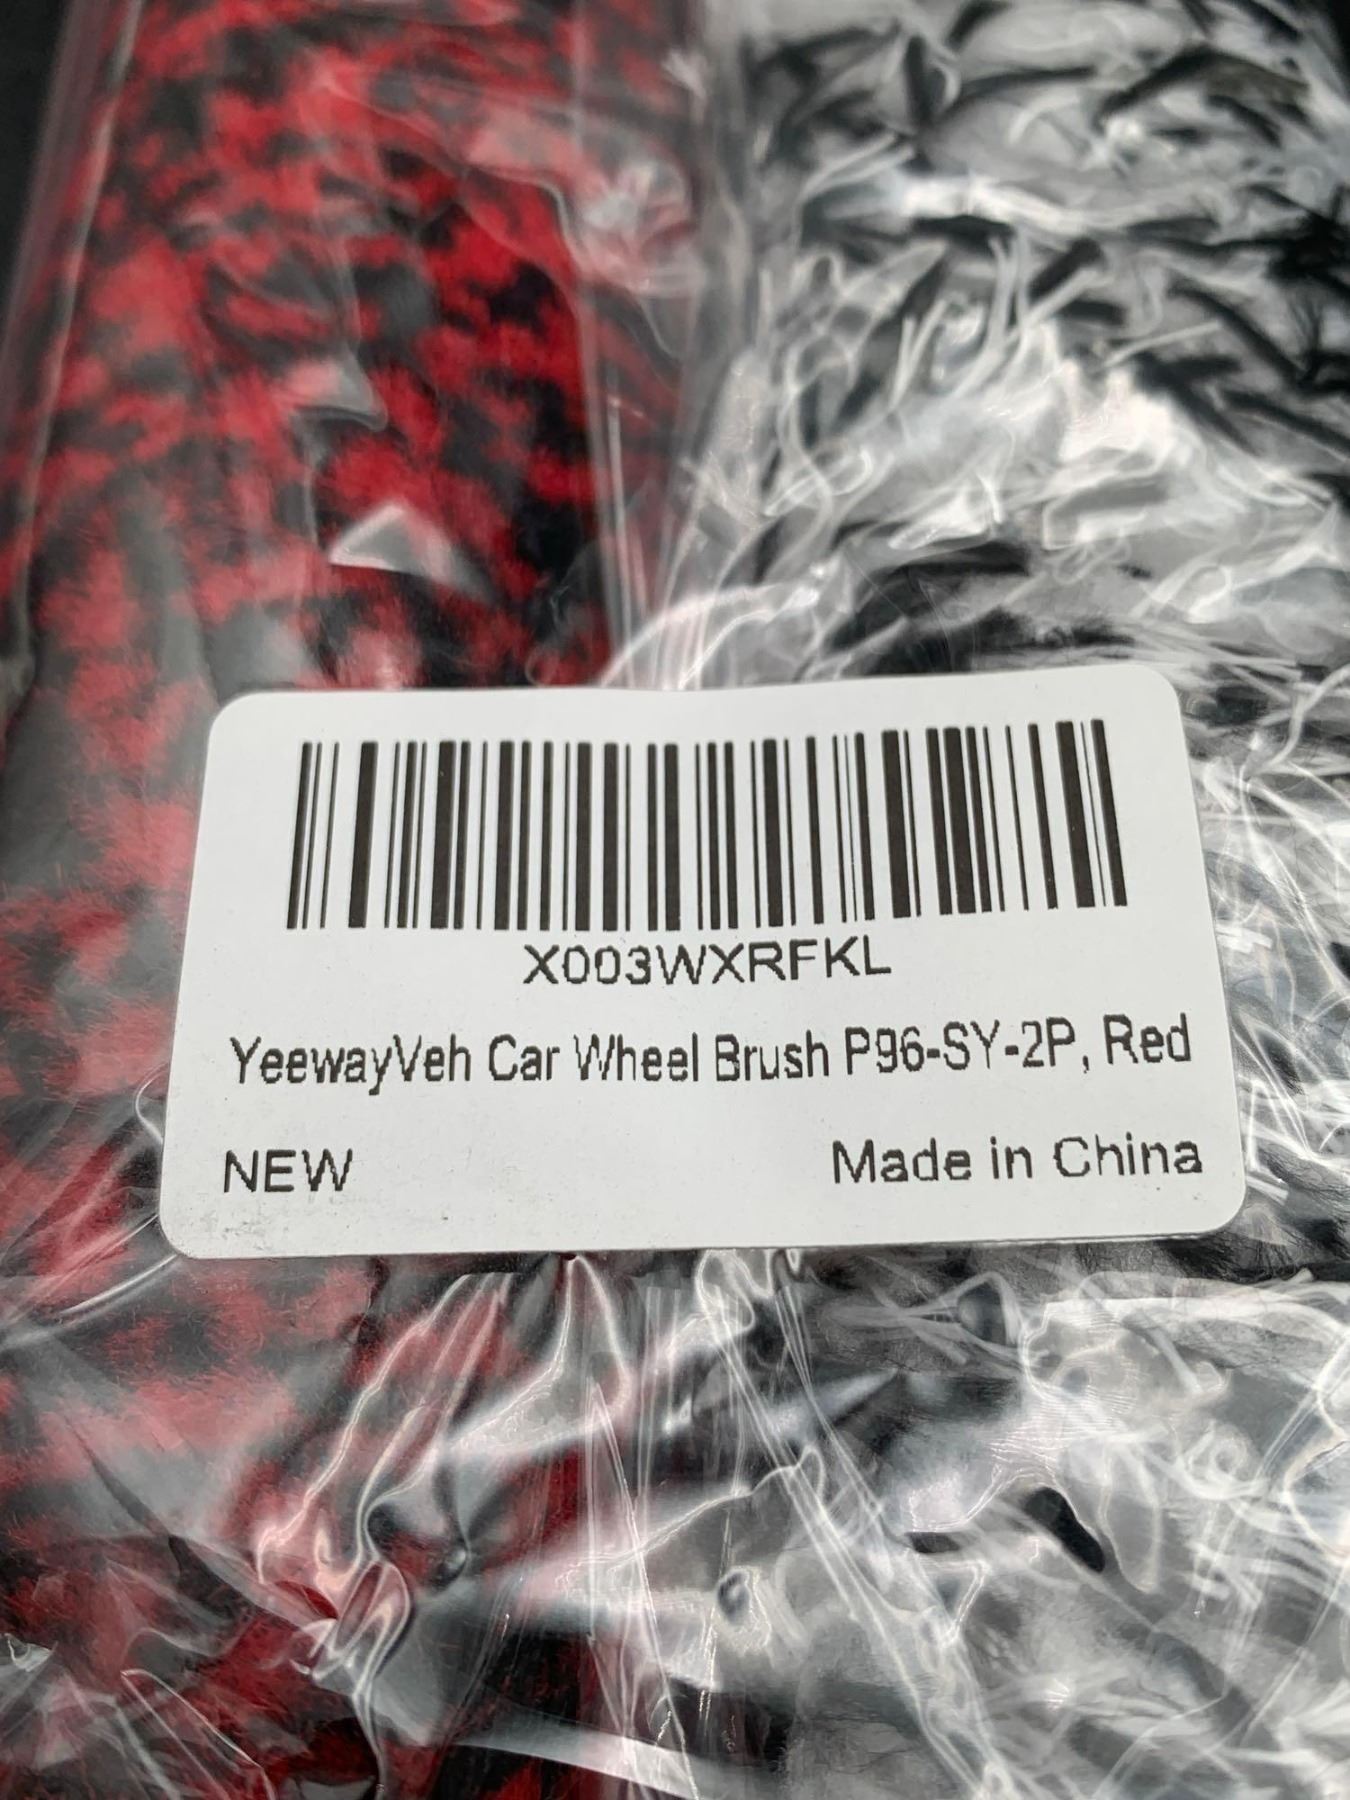 X003WXRFKL
YeewayVeh Car Wheel Brush P96-SY-2P, Red
NEW Made in China